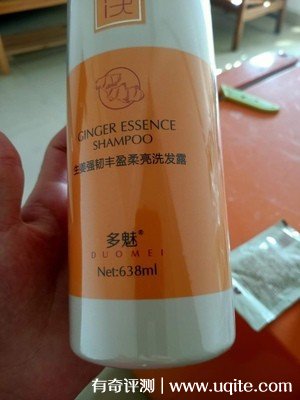 GINGER ESSENCE
SHAMPOO
生姜强韧丰盈柔亮洗发露
多魅®
DUOMEI
Net:638ml
有奇评测 | www.uqite.com